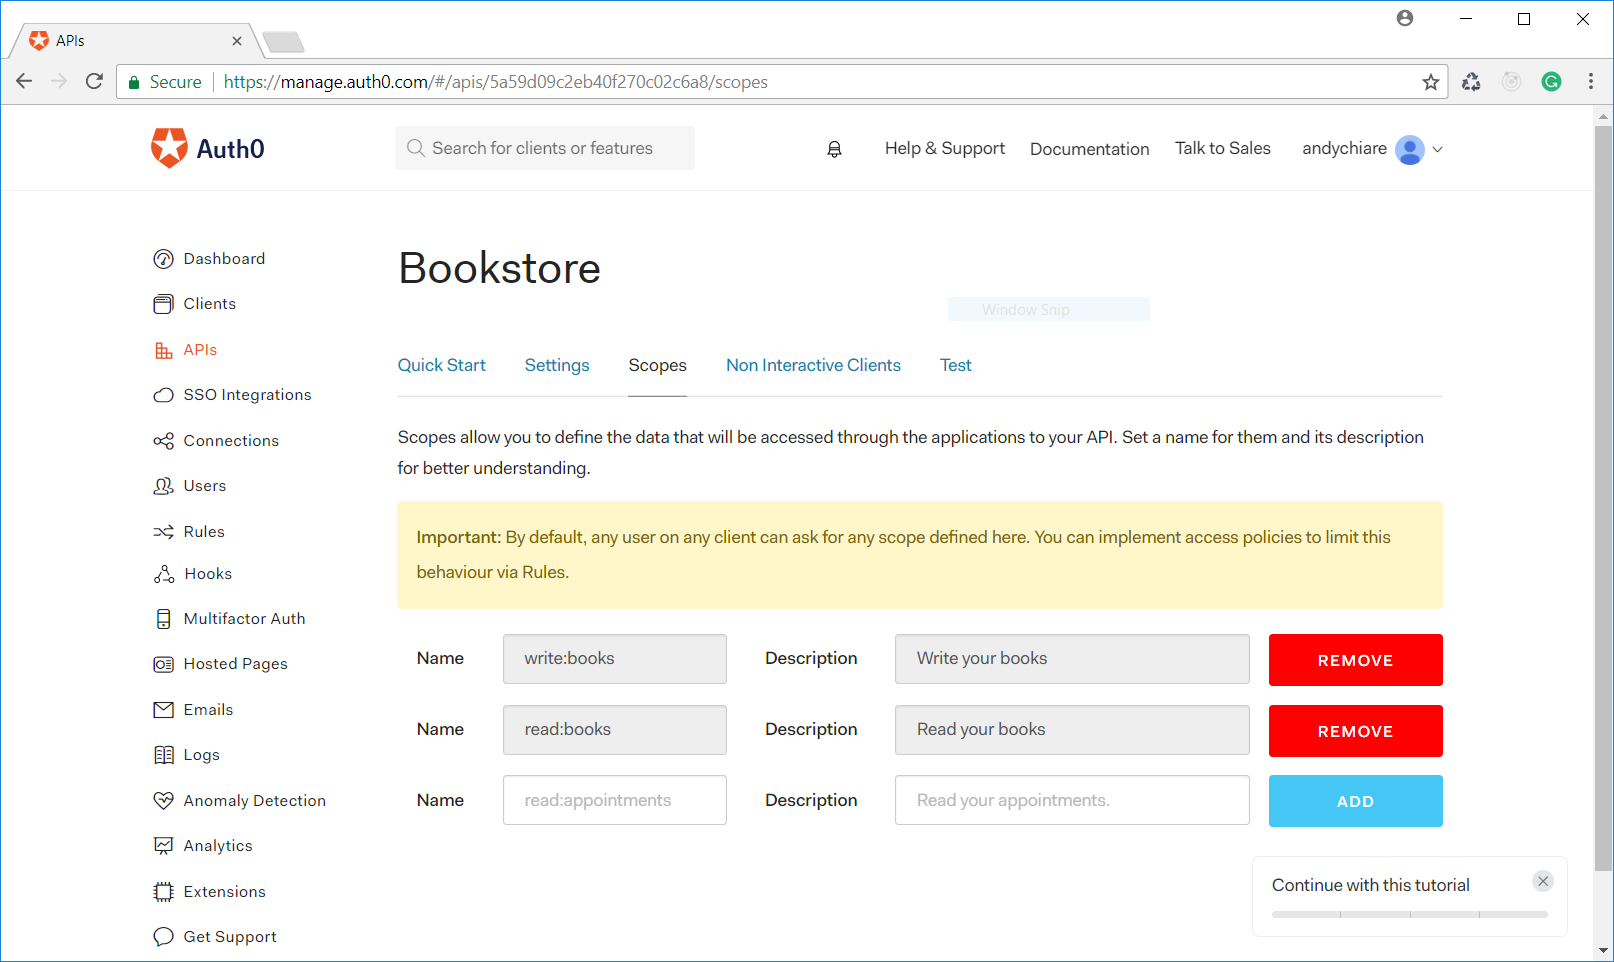 APIs
Secure
https://manage.auth0.com/#/apis/5a59d09c2eb40f270c02c6a8/scopes
Auth0
Search for clients or features
Help & Support
Documentation
Talk to Sales
andychiare
Dashboard
Clients
APIs
SSO Integrations
Connections
Users
Rules
Hooks
Multifactor Auth
Hosted Pages
Emails
Logs
Anomaly Detection
Analytics
Extensions
Get Support
Bookstore
Window Snip
Quick Start Settings Scopes Non Interactive Clients Test
Scopes allow you to define the data that will be accessed through the applications to your API. Set a name for them and its description
for better understanding.
Important: By default, any user on any client can ask for any scope defined here. You can implement access policies to limit this
behaviour via Rules.
Name write:books Description Write your books REMOVE
Name read:books Description Read your books REMOVE
Name read:appointments Description Read your appointments. ADD
Continue with this tutorial